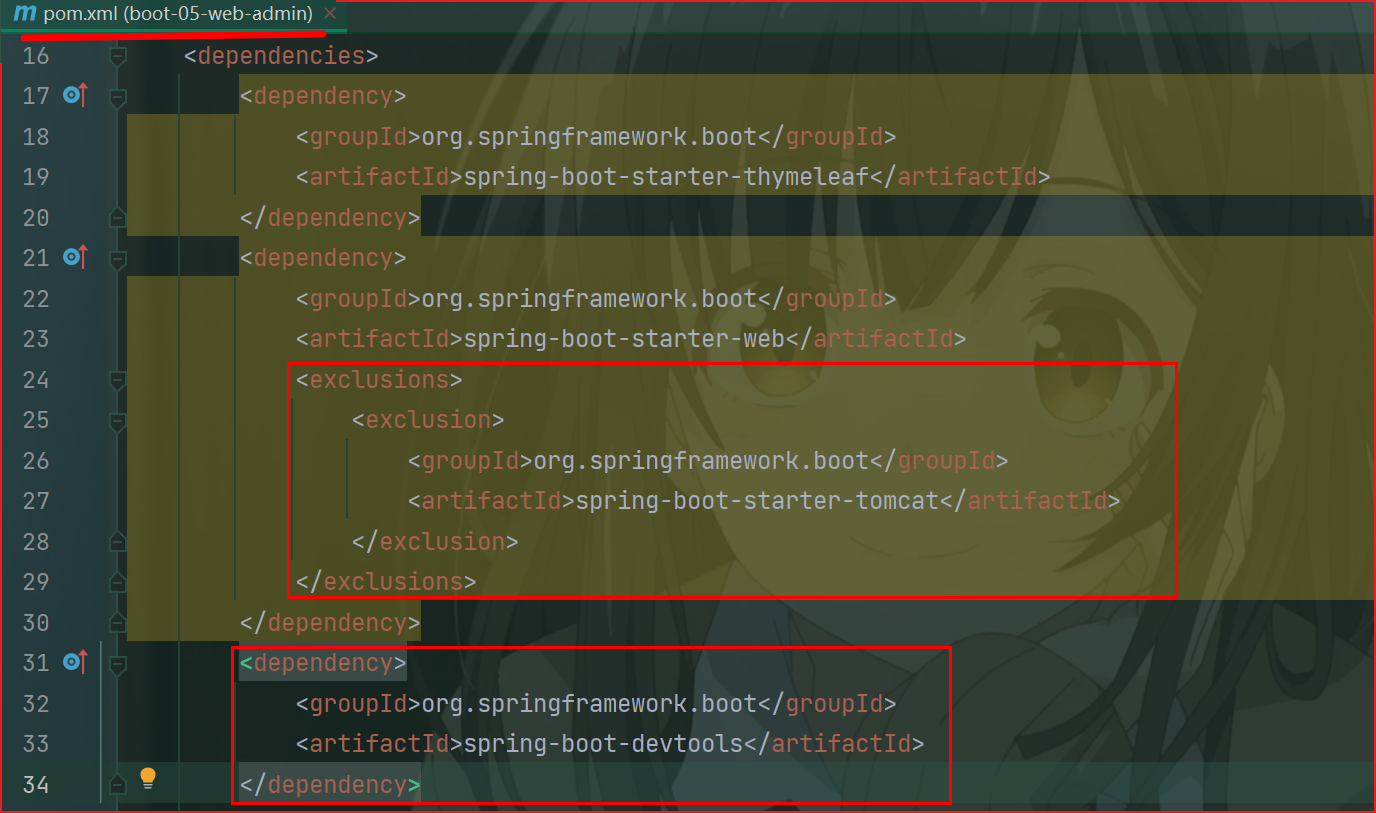 m pom.xml (boot-05-web-admin) ×
16 <dependencies>
17 <dependency>
18 <groupId>org.springframework.boot</groupId>
19 <artifactId>spring-boot-starter-thymeleaf</artifactId>
20 </dependency>
21 <dependency>
22 <groupId>org.springframework.boot</groupId>
23 <artifactId>spring-boot-starter-web</artifactId>
24 <exclusions>
25 <exclusion>
26 <groupId>org.springframework.boot</groupId>
27 <artifactId>spring-boot-starter-tomcat</artifactId>
28 </exclusion>
29 </exclusions>
30 </dependency>
31 <dependency>
32 <groupId>org.springframework.boot</groupId>
33 <artifactId>spring-boot-devtools</artifactId>
34 </dependency>